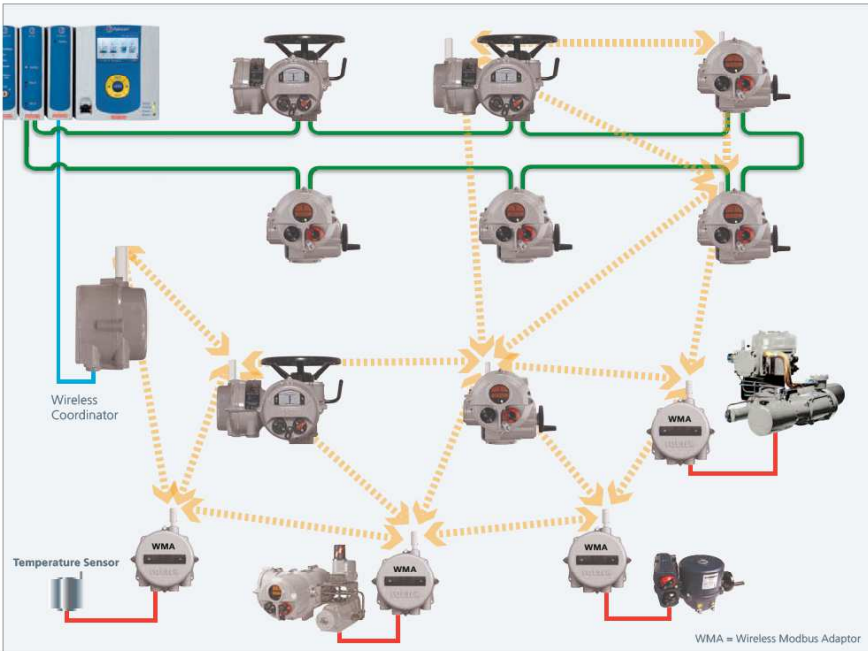 Wireless
Coordinator
WMA
Temperature Sensor
WMA
WMA
WMA
WMA = Wireless Modbus Adaptor